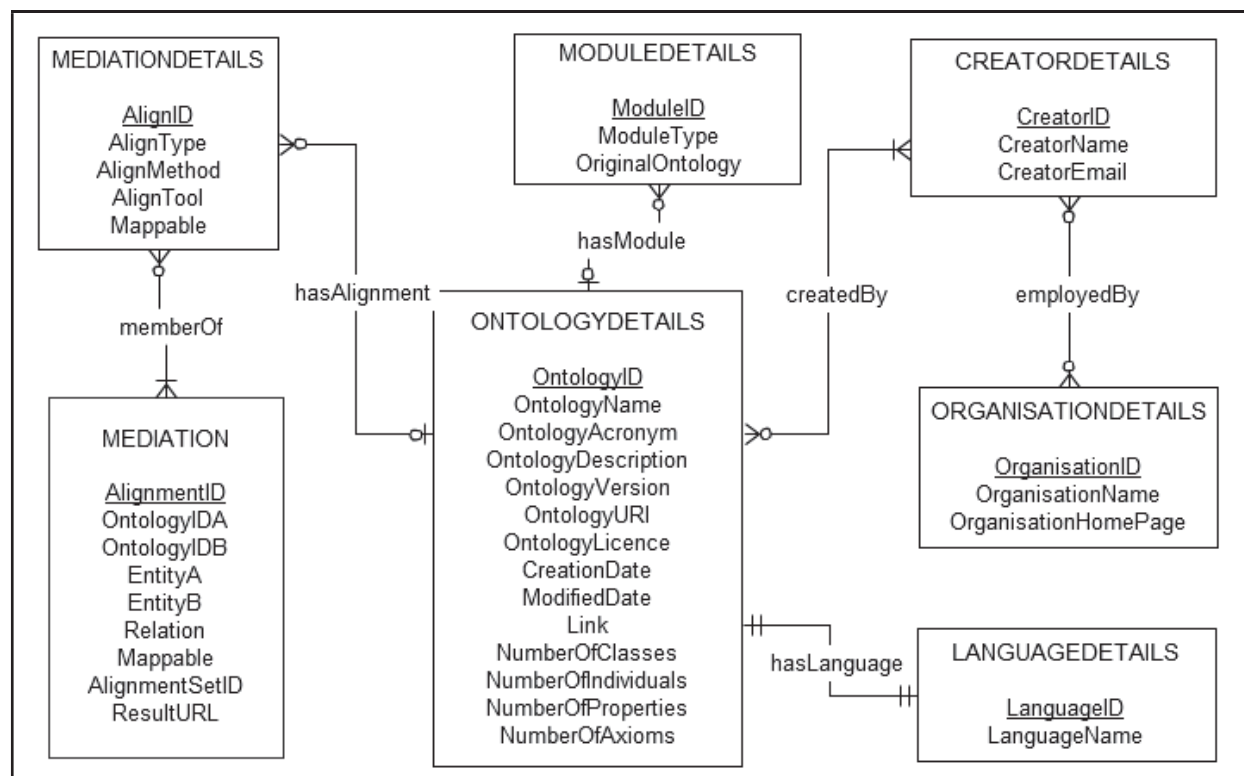 MEDIATIONDETAILS
AlignID
AlignType
AlignMethod
AlignTool
Mappable
MODULEDETAILS
ModuleID
ModuleType
OriginalOntology
CREATORDETAILS
CreatorID
CreatorName
CreatorEmail
hasModule
hasAlignment
createdBy
employedBy
memberOf
MEDIATION
AlignmentID
OntologyIDA
OntologyIDB
EntityA
EntityB
Relation
Mappable
AlignmentSetID
ResultURL
ONTOLOGYDETAILS
OntologyID
OntologyName
OntologyAcronym
OntologyDescription
OntologyVersion
OntologyURI
OntologyLicence
CreationDate
ModifiedDate
Link
NumberOfClasses
NumberOfIndividuals
NumberOfProperties
NumberOfAxioms
ORGANISATIONDETAILS
OrganisationID
OrganisationName
OrganisationHomePage
hasLanguage
LANGUAGEDETAILS
LanguageID
LanguageName